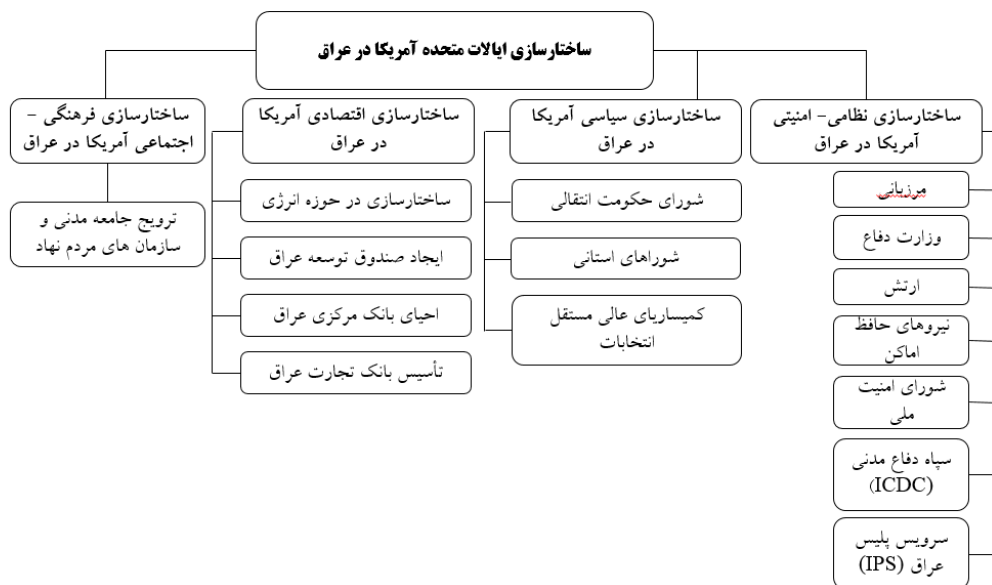 ساختارسازی ایالات متحده آمریکا در عراق
ساختارسازی نظامی- امنیتی
آمریکا در عراق
مرزبانی
وزارت دفاع
ارتش
نیروهای حافظ
اماکن
شورای امنیت
ملی
سپاه دفاع مدنی
(ICDC)
سرویس پلیس
عراق (IPS)
ساختارسازی سیاسی آمریکا
در عراق
شورای حکومت انتقالی
شوراهای استانی
کمیساریای عالی مستقل
انتخابات
ساختارسازی اقتصادی آمریکا
در عراق
ساختارسازی در حوزه انرژی
ایجاد صندوق توسعه عراق
احیای بانک مرکزی عراق
تأسیس بانک تجارت عراق
ساختارسازی فرهنگی –
اجتماعی آمریکا در عراق
ترویج جامعه مدنی و
سازمان های مردم نهاد